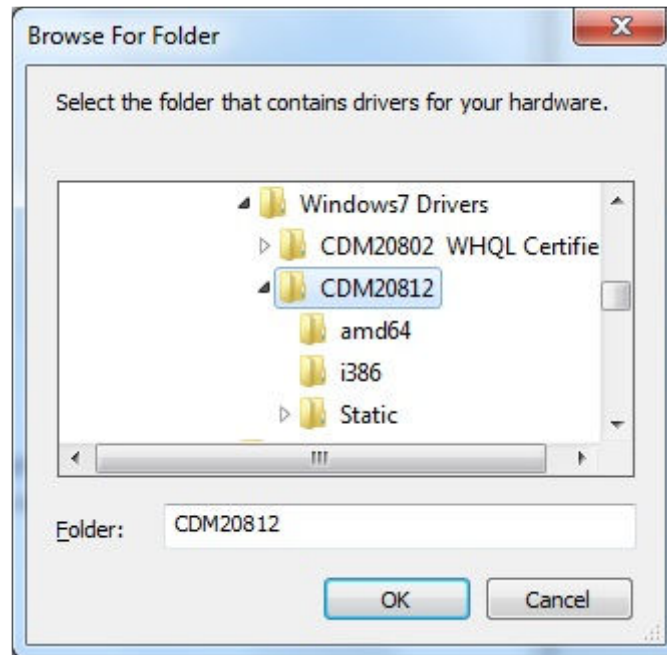 Browse For Folder
Select the folder that contains drivers for your hardware.
Windows7 Drivers
CDM20802 WHQL Certifie
CDM20812
amd64
i386
Static
Folder: CDM20812
OK Cancel